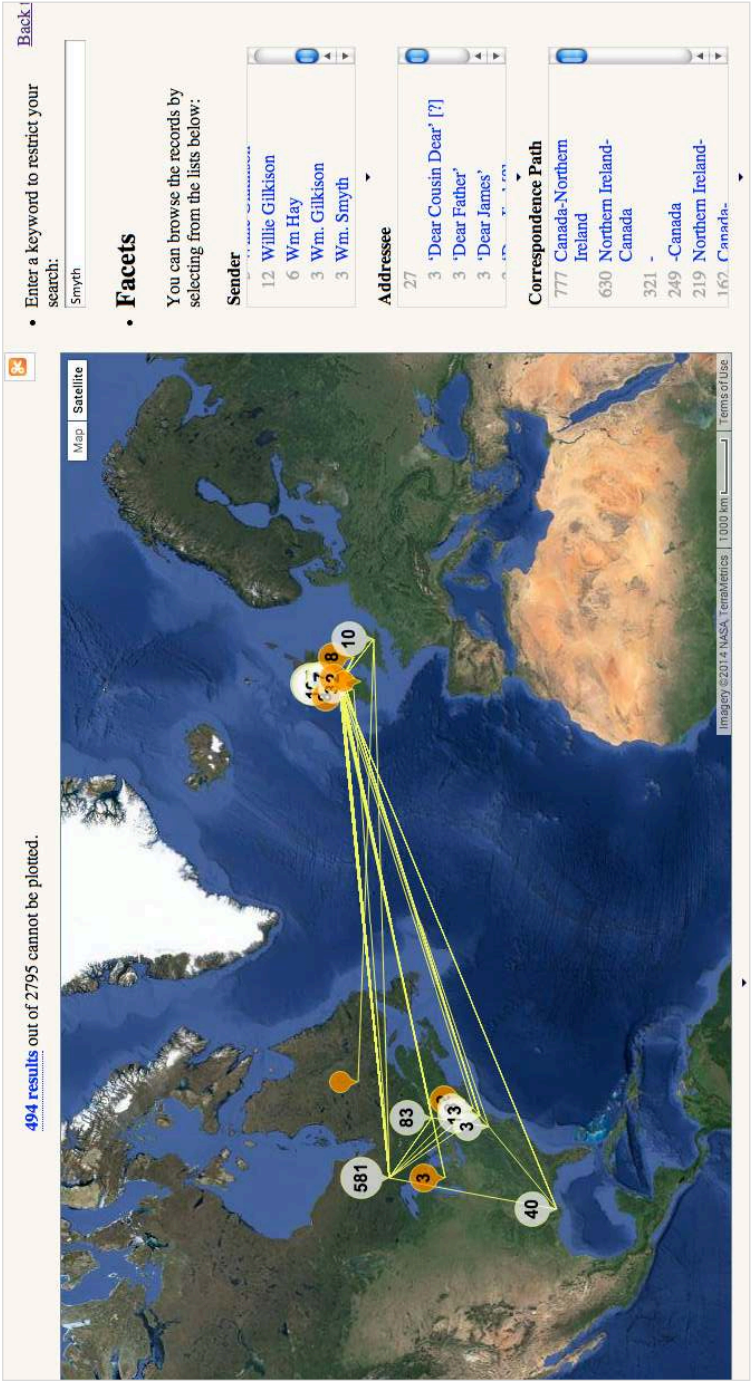 494 results out of 2795 cannot be plotted.
Map
Satellite
581
83
3
13
3
40
10
8
2
Imagery ©2014 NASA, TerraMetrics
1000 km
Terms of Use
Back
• Enter a keyword to restrict your
search:
Smyth
• Facets
You can browse the records by
selecting from the lists below:
Sender
12 Willie Gilkison
6 Wm Hay
3 Wm. Gilkison
3 Wm. Smyth
Addressee
27
3 'Dear Cousin Dear' [?]
3 'Dear Father'
3 'Dear James'
Correspondence Path
777 Canada-Northern
Ireland
630 Northern Ireland-
Canada
321 -
249 -Canada
219 Northern Ireland-
162 Canada-